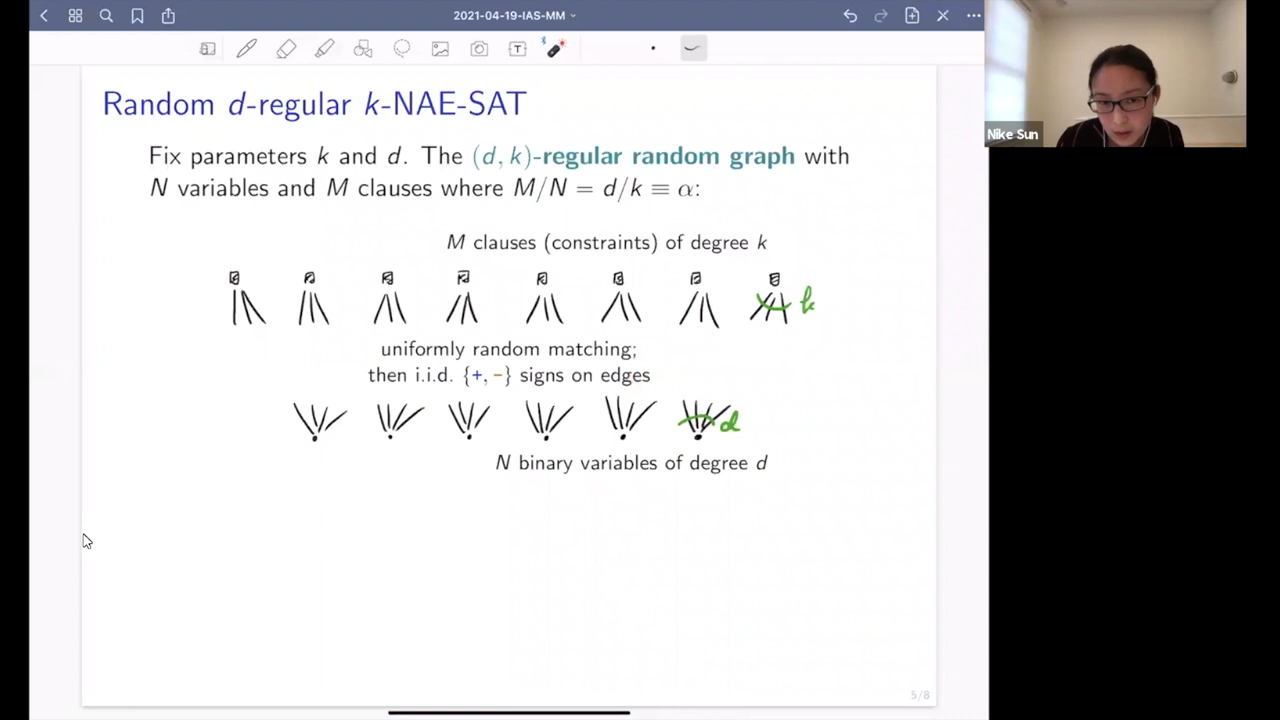 2021-04-19-IAS-MM
Random d-regular k-NAE-SAT
Fix parameters k and d. The (d, k)-regular random graph with
N variables and M clauses where M/N = d/k ≡ α:
M clauses (constraints) of degree k
k
uniformly random matching;
then i.i.d. {+, −} signs on edges
d
N binary variables of degree d
5/8
Nike Sun